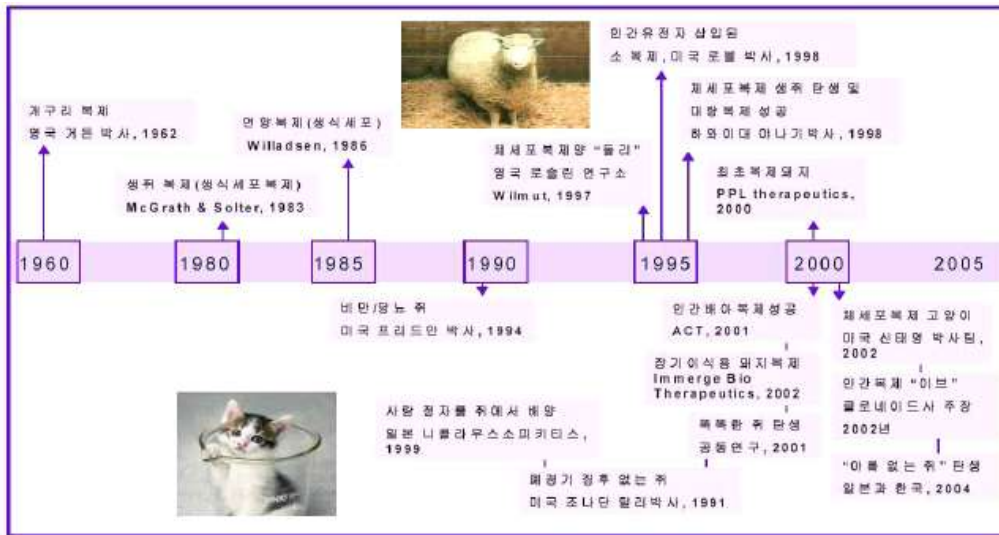 인간유전자 삽입된
소 복제, 미국 로블 박사, 1998
체세포복제 생쥐 탄생 및
대량복제 성공
하와이대 야나기박사, 1998
개구리 복제
영국 거든 박사, 1962
면양복제(생식세포)
Willadsen, 1986
체세포복제양 “돌리”
영국 로슬린 연구소
Wilmut, 1997
최초복제돼지
PPL therapeutics,
2000
생쥐 복제(생식세포복제)
McGrath & Solter, 1983
1960
1980
1985
1990
1995
2000
2005
비만/당뇨 쥐
미국 프리드만 박사, 1994
인간배아복제성공
ACT, 2001
체세포복제 고양이
미국 신태영 박사팀,
2002
장기이식용 돼지복제
Immerge Bio
Therapeutics, 2002
인간복제 “이브”
클로네이드사 주장
2002년
사람 정자를 쥐에서 배양
일본 니콜라우스소피키티스,
1999
똑똑한 쥐 탄생
공동연구, 2001
“아비 없는 쥐” 탄생
일본과 한국, 2004
폐경기 징후 없는 쥐
미국 조나단 틸리박사, 1991